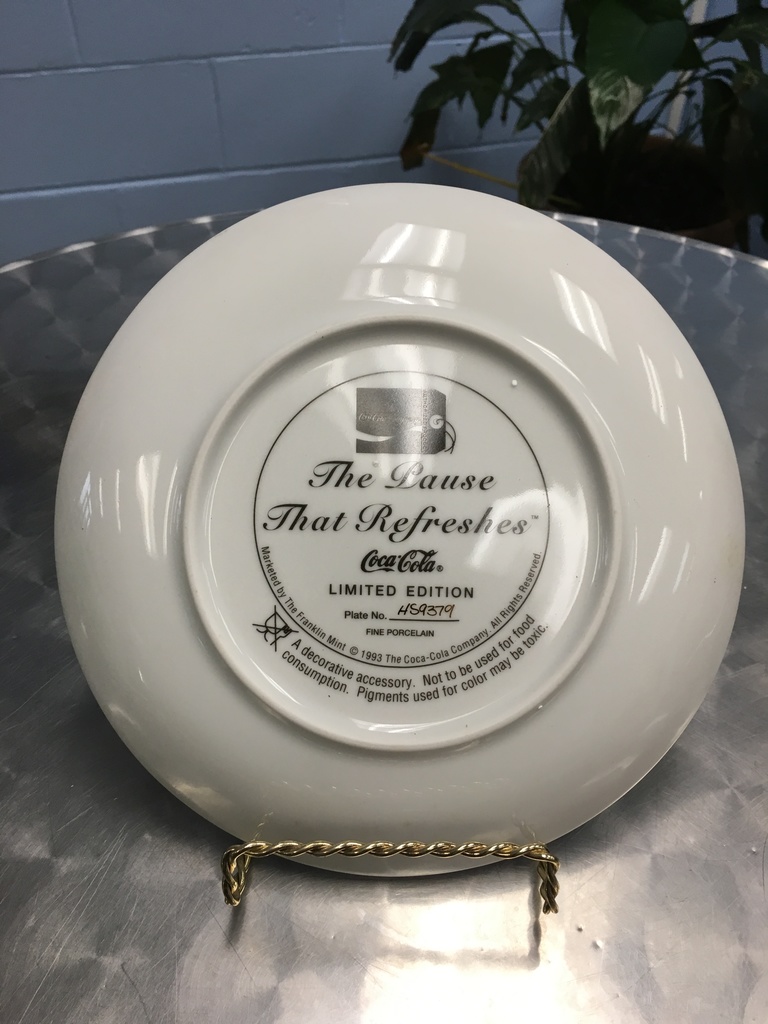 The Pause
That Refreshes™
Coca-Cola®
LIMITED EDITION
Plate No. HS9379
FINE PORCELAIN
Marketed by The Franklin Mint © 1993 The Coca-Cola Company. All Rights Reserved.
A decorative accessory. Not to be used for food
consumption. Pigments used for color may be toxic.